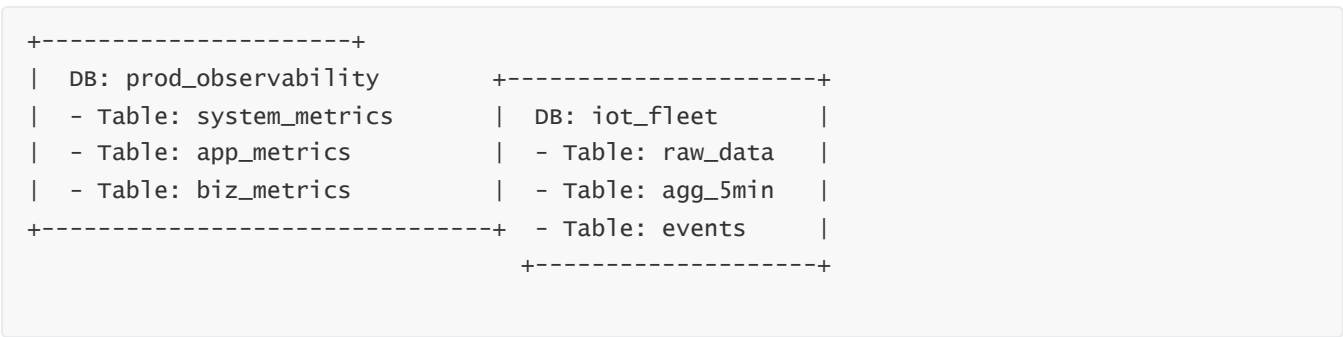 +----------------------+
|  DB: prod_observability        +----------------------+
|  - Table: system_metrics       |  DB: iot_fleet       |
|  - Table: app_metrics          |  - Table: raw_data   |
|  - Table: biz_metrics          |  - Table: agg_5min   |
+--------------------------------+  - Table: events     |
                                  +--------------------+